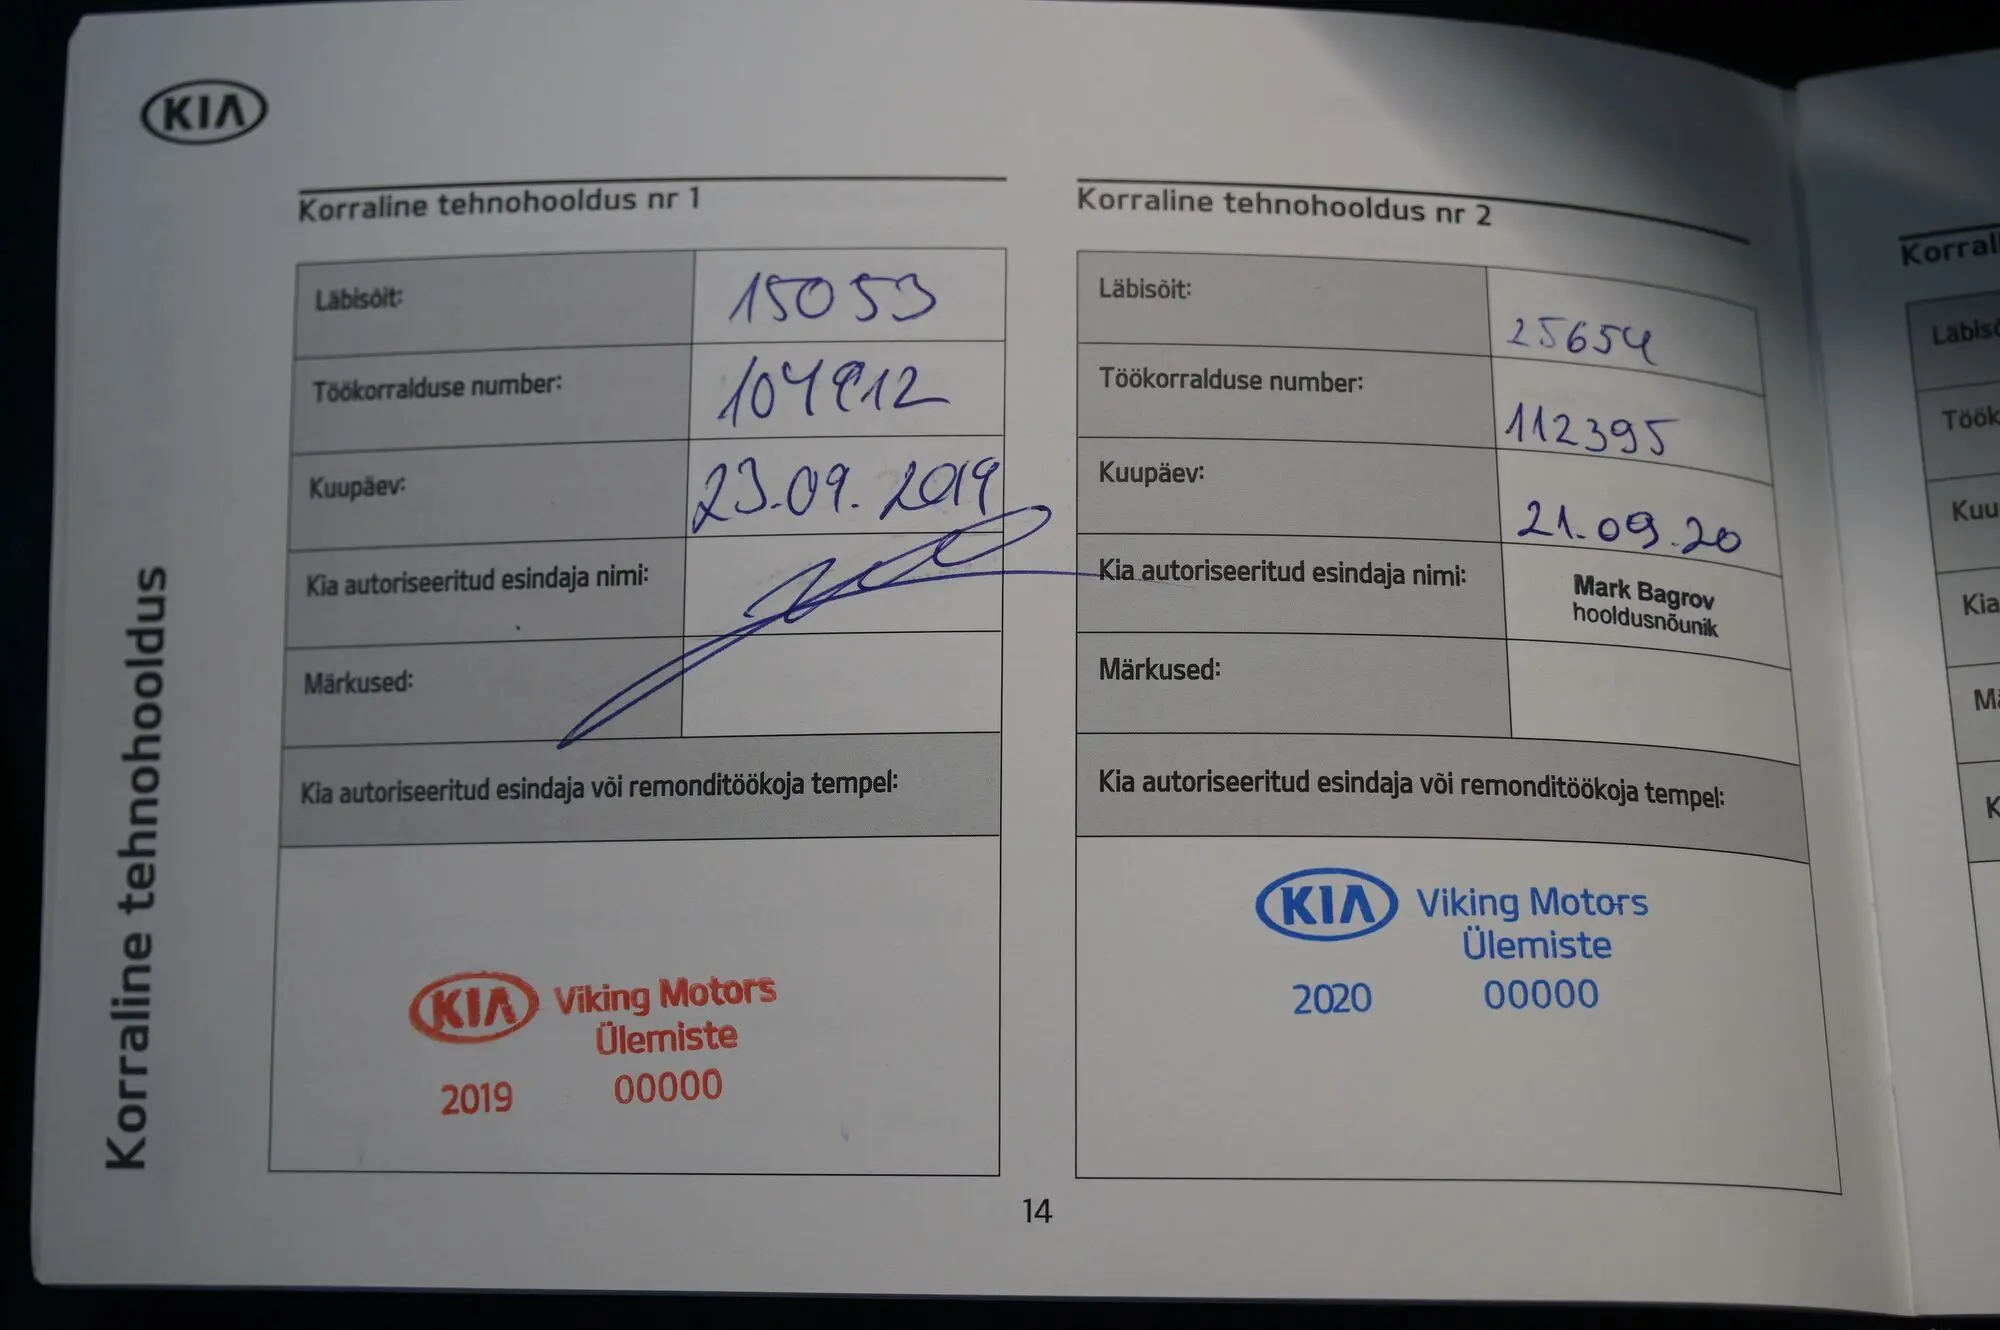 KIA
Korraline tehnohooldus
Korraline tehnohooldus nr 1
Läbisõit: 15053
Töökorralduse number:
Kuupäev: 23.09.2019
Kia autoriseeritud esindaja nimi:
Märkused:
Kia autoriseeritud esindaja või remonditöökoja tempel:
KIA Viking Motors
Ülemiste
2019 00000
Korraline tehnohooldus nr 2
Läbisõit: 25654
Töökorralduse number: 112395
Kuupäev: 21.09.20
Kia autoriseeritud esindaja nimi: Mark Bagrov
hooldusnõunik
Märkused:
Kia autoriseeritud esindaja või remonditöökoja tempel:
KIA Viking Motors
Ülemiste
2020 00000
14